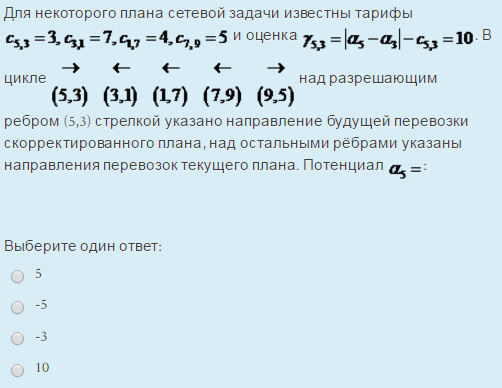 Для некоторого плана сетевой задачи известны тарифы
c₅,₃ = 3, c₃,₁ = 7, c₁,₇ = 4, c₇,₉ = 5 и оценка γ₅,₃ = |α₅ − α₃| − c₅,₃ = 10. В
цикле → ← ← ← → над разрешающим
(5,3) (3,1) (1,7) (7,9) (9,5)
ребром (5,3) стрелкой указано направление будущей перевозки
скорректированного плана, над остальными рёбрами указаны
направления перевозок текущего плана. Потенциал α₅ =:
Выберите один ответ:
5
-5
-3
10